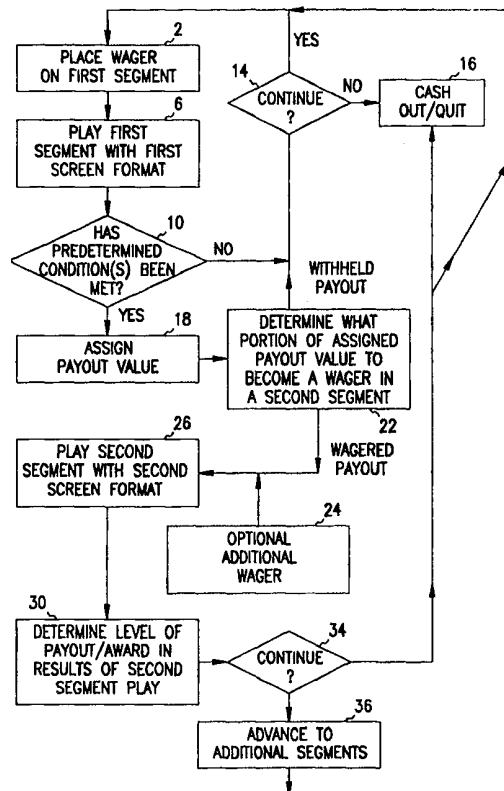 2
PLACE WAGER
ON FIRST SEGMENT
6
PLAY FIRST
SEGMENT WITH FIRST
SCREEN FORMAT
10
HAS
PREDETERMINED
CONDITION(S) BEEN
MET?
NO
YES
18
ASSIGN
PAYOUT VALUE
YES
14
CONTINUE
?
NO
16
CASH
OUT/QUIT
WITHHELD
PAYOUT
DETERMINE WHAT
PORTION OF ASSIGNED
PAYOUT VALUE TO
BECOME A WAGER IN
A SECOND SEGMENT
22
WAGERED
PAYOUT
26
PLAY SECOND
SEGMENT WITH SECOND
SCREEN FORMAT
24
OPTIONAL
ADDITIONAL
WAGER
30
DETERMINE LEVEL OF
PAYOUT/AWARD IN
RESULTS OF SECOND
SEGMENT PLAY
34
CONTINUE
?
36
ADVANCE TO
ADDITIONAL SEGMENTS